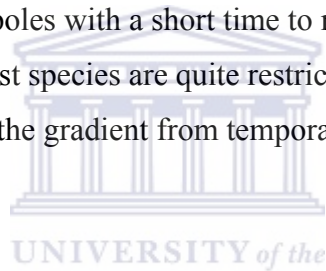 poles with a short time to
st species are quite restric
the gradient from tempora
UNIVERSITY of the